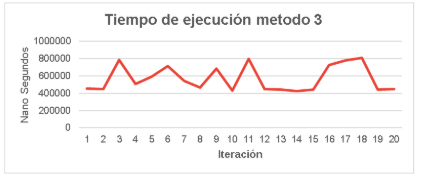 Tiempo de ejecución metodo 3
Nano Segundos
1000000
800000
600000
400000
200000
0
1 2 3 4 5 6 7 8 9 10 11 12 13 14 15 16 17 18 19 20
Iteración